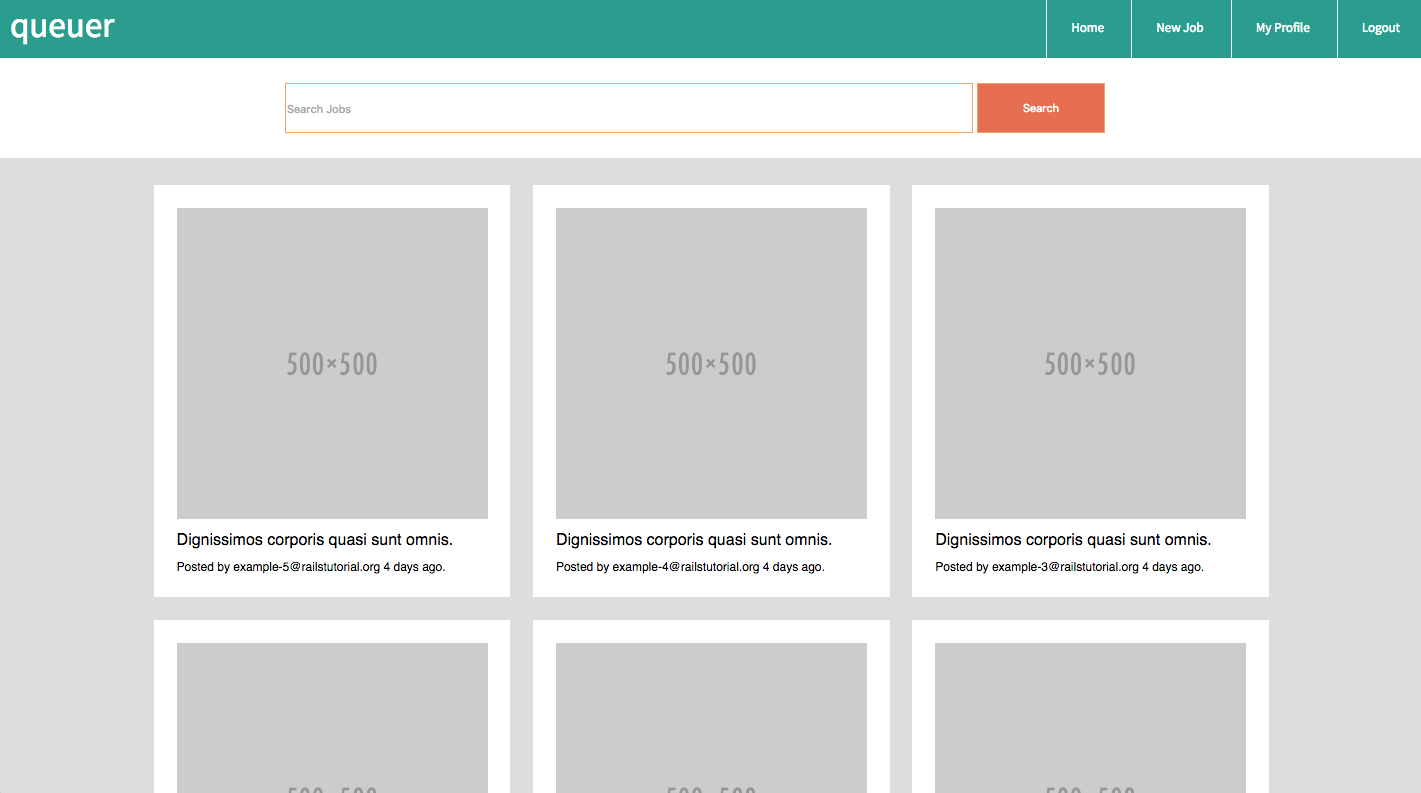 queuer
Home New Job My Profile Logout
Search Jobs Search
500×500 500×500 500×500
Dignissimos corporis quasi sunt omnis. Dignissimos corporis quasi sunt omnis. Dignissimos corporis quasi sunt omnis.
Posted by example-5@railstutorial.org 4 days ago. Posted by example-4@railstutorial.org 4 days ago. Posted by example-3@railstutorial.org 4 days ago.